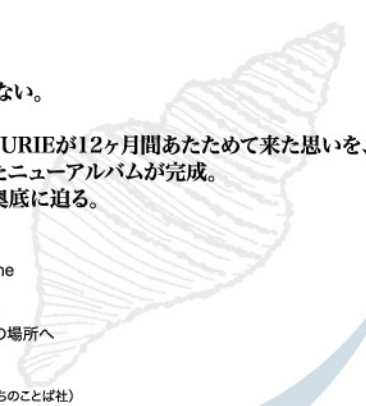 ない。
URIEが12ヶ月間あたためて来た思いを、
たニューアルバムが完成。
奥底に迫る。
ne
の場所へ
ちのことば社）